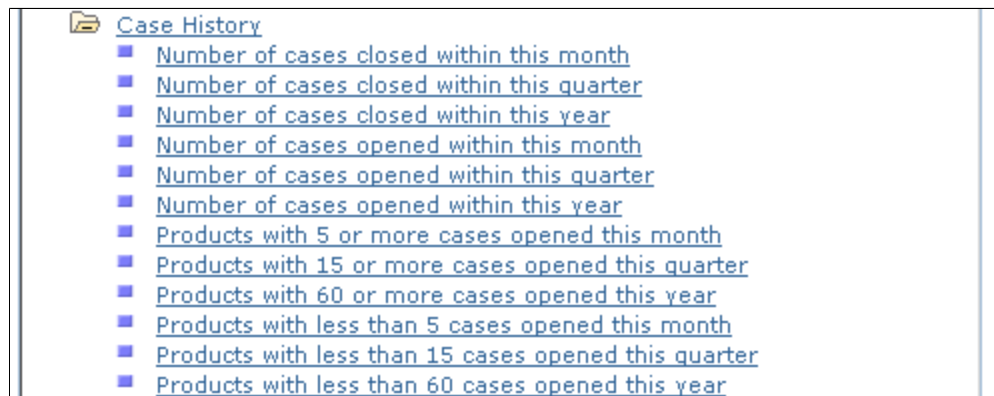 Case History
Number of cases closed within this month
Number of cases closed within this quarter
Number of cases closed within this year
Number of cases opened within this month
Number of cases opened within this quarter
Number of cases opened within this year
Products with 5 or more cases opened this month
Products with 15 or more cases opened this quarter
Products with 60 or more cases opened this year
Products with less than 5 cases opened this month
Products with less than 15 cases opened this quarter
Products with less than 60 cases opened this year